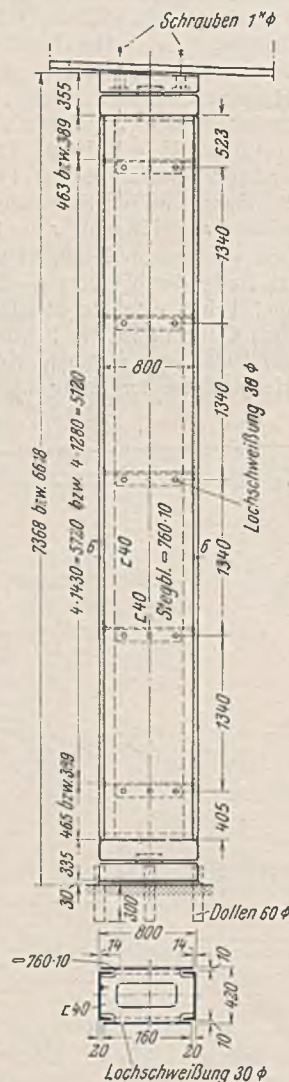 Schrauben 1" ϕ
355
463 bzw. 389
523
1340
1340
800
Lochschweißung 38 ϕ
7368 bzw. 6618
4·1430=5720 bzw. 4·1280=5120
6
⊏40
⊏40
Stegbl. ▭ 760·10
6
1340
1340
465 bzw. 389
405
335
30
300
Dollen 60 ϕ
800
▭ 760·10
14
14
10
⊏40
420
10
20
760
20
Lochschweißung 30 ϕ